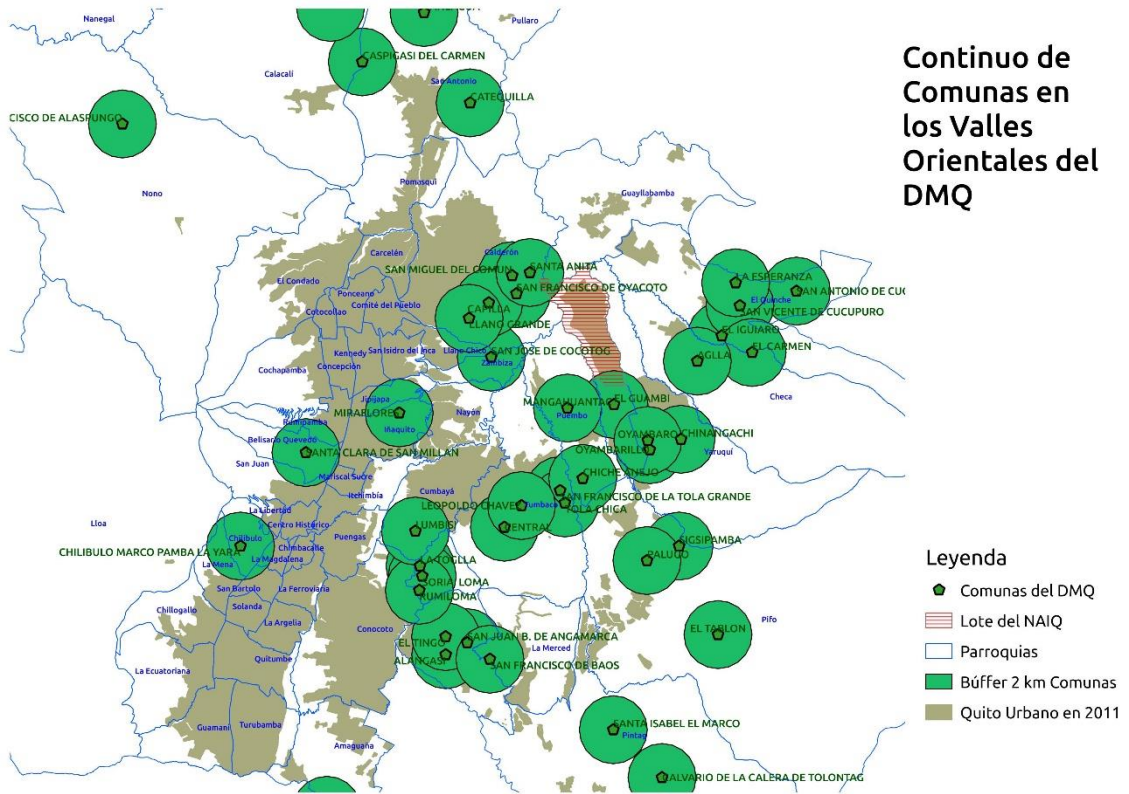 Nanegal
Pullaro
Continuo de
Comunas en
los Valles
Orientales del
DMQ
CASPIGASI DEL CARMEN
Calacalí
San Antonio
CATEQUILLA
CISCO DE ALASPUNGO
Nono
Pomasqui
Guayllabamba
Carcelén
Calderón
SAN MIGUEL DEL COMUN
SANTA ANITA
SAN FRANCISCO DE OYACOTO
El Condado
Ponceano
Comité del Pueblo
Cotocollao
CAPILLA
LLANO GRANDE
LA ESPERANZA
El Quinche
SAN ANTONIO DE CUC
SAN VICENTE DE CUCUPURO
EL IGUIARO
EL CARMEN
AGLLA
Kennedy
San Isidro del Inca
Llano Chico
SAN JOSE DE COCOTOG
Zámbiza
Concepción
Cochapamba
Checa
Jipijapa
MIRAFLORES
Iñaquito
Nayón
MANGAHUANTAG
Puembo
EL GUAMBI
Rumipamba
Belisario Quevedo
SANTA CLARA DE SAN MILLAN
San Juan
Mariscal Sucre
OYAMBARO
CHINANGACHI
OYAMBARILLO
Yaruquí
Itchimbía
Cumbayá
CHICHE AÑEJO
SAN FRANCISCO DE LA TOLA GRANDE
LEOPOLDO CHAVEZ
Tumbaco
TOLA CHICA
CENTRAL
La Libertad
Centro Histórico
Puengasí
LUMBISI
Lloa
Chilibulo
CHILIBULO MARCO PAMBA LA YARA
Chimbacalle
La Magdalena
La Mena
SIGSIPAMBA
PALUGO
LA TOGLLA
SORIA LOMA
RUMILOMA
San Bartolo
La Ferroviaria
Chillogallo
Solanda
La Argelia
Conocoto
EL TINGO
SAN JUAN B. DE ANGAMARCA
La Merced
ALANGASI
SAN FRANCISCO DE BAOS
EL TABLON
Pifo
Quitumbe
La Ecuatoriana
Guamaní
Turubamba
Amaguaña
SANTA ISABEL EL MARCO
Pintag
CALVARIO DE LA CALERA DE TOLONTAG
Leyenda
Comunas del DMQ
Lote del NAIQ
Parroquias
Búffer 2 km Comunas
Quito Urbano en 2011